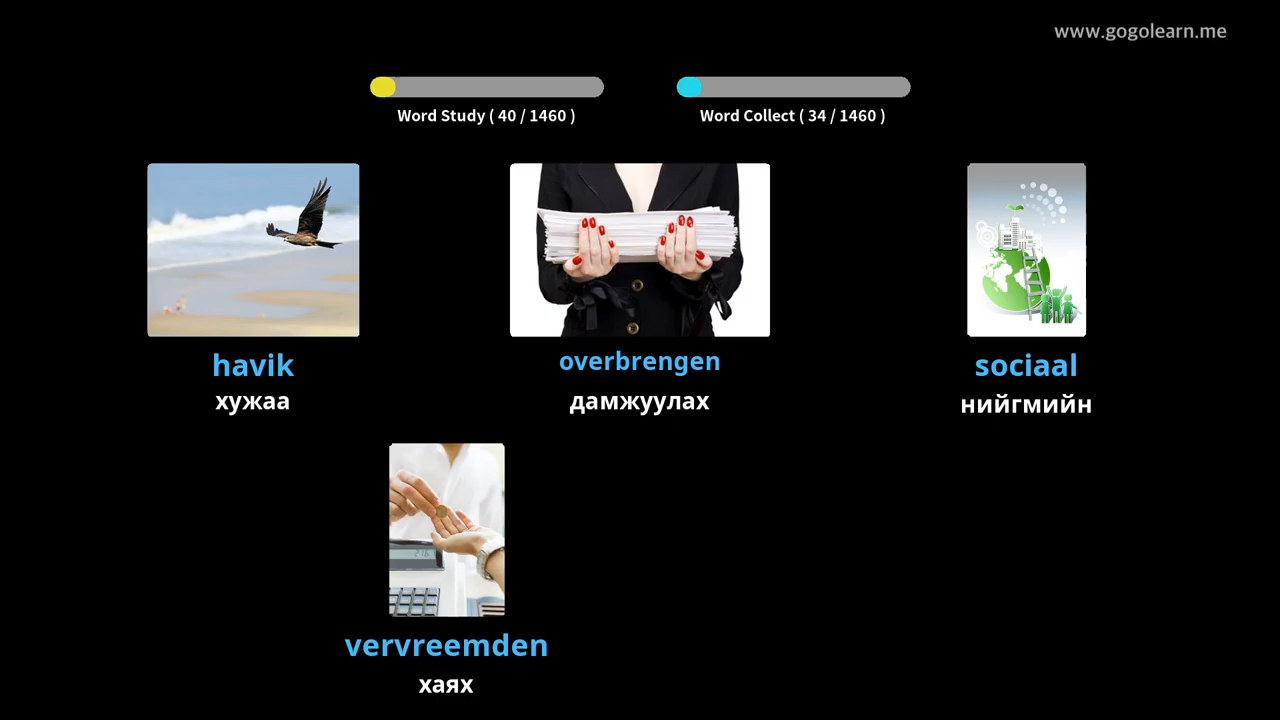 www.gogolearn.me
Word Study ( 40 / 1460 )
Word Collect ( 34 / 1460 )
havik
хужаа
overbrengen
дамжуулах
sociaal
нийгмийн
vervreemden
хаях